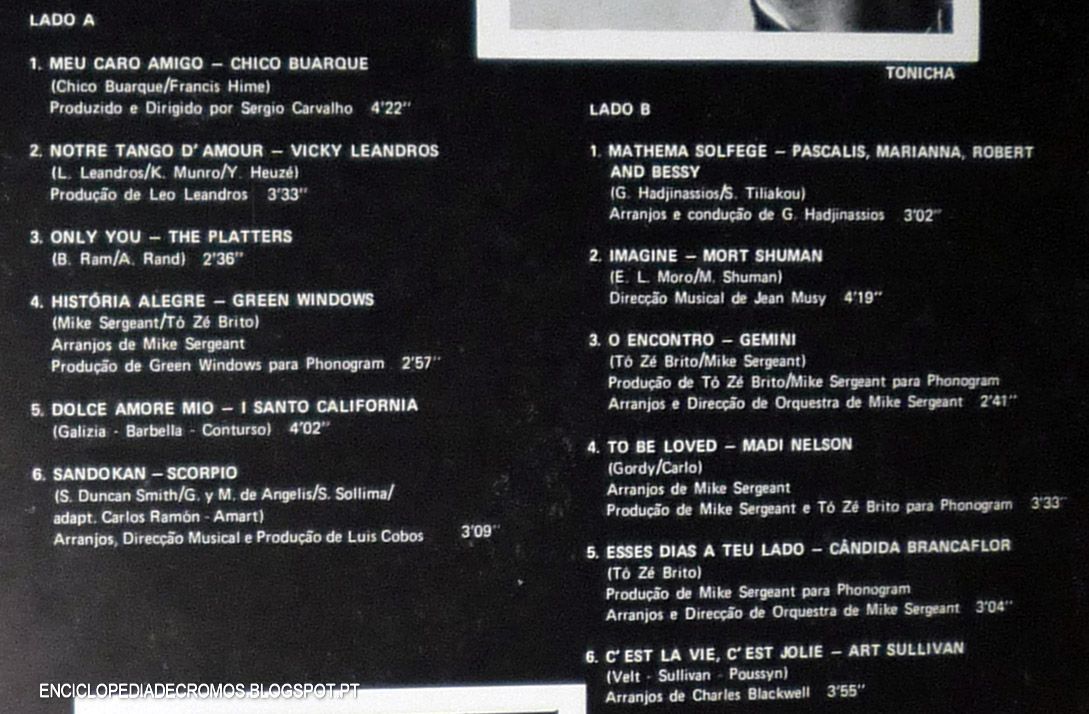 LADO A
1. MEU CARO AMIGO – CHICO BUARQUE
(Chico Buarque/Francis Hime)
Produzido e Dirigido por Sergio Carvalho 4'22"
2. NOTRE TANGO D'AMOUR – VICKY LEANDROS
(L. Leandros/K. Munro/Y. Heuzé)
Produção de Leo Leandros 3'33"
3. ONLY YOU – THE PLATTERS
(B. Ram/A. Rand) 2'36"
4. HISTÓRIA ALEGRE – GREEN WINDOWS
(Mike Sergeant/Tó Zé Brito)
Arranjos de Mike Sergeant
Produção de Green Windows para Phonogram 2'57"
5. DOLCE AMORE MIO – I SANTO CALIFORNIA
(Galizia - Barbella - Conturso) 4'02"
6. SANDOKAN – SCORPIO
(S. Duncan Smith/G. y M. de Angelis/S. Sollima/
adapt. Carlos Ramón - Amart)
Arranjos, Direcção Musical e Produção de Luis Cobos 3'09"
TONICHA
LADO B
1. MATHEMA SOLFEGE – PASCALIS, MARIANNA, ROBERT
AND BESSY
(G. Hadjinassios/S. Tiliakou)
Arranjos e condução de G. Hadjinassios 3'02"
2. IMAGINE – MORT SHUMAN
(E. L. Moro/M. Shuman)
Direcção Musical de Jean Musy 4'19"
3. O ENCONTRO – GEMINI
(Tó Zé Brito/Mike Sergeant)
Produção de Tó Zé Brito/Mike Sergeant para Phonogram
Arranjos e Direcção de Orquestra de Mike Sergeant 2'41"
4. TO BE LOVED – MADI NELSON
(Gordy/Carlo)
Arranjos de Mike Sergeant
Produção de Mike Sergeant e Tó Zé Brito para Phonogram 3'33"
5. ESSES DIAS A TEU LADO – CÂNDIDA BRANCAFLOR
(Tó Zé Brito)
Produção de Mike Sergeant para Phonogram
Arranjos e Direcção de Orquestra de Mike Sergeant 3'04"
6. C'EST LA VIE, C'EST JOLIE – ART SULLIVAN
(Velt - Sullivan - Poussyn)
Arranjos de Charles Blackwell 3'55"
ENCICLOPEDIADECROMOS.BLOGSPOT.PT